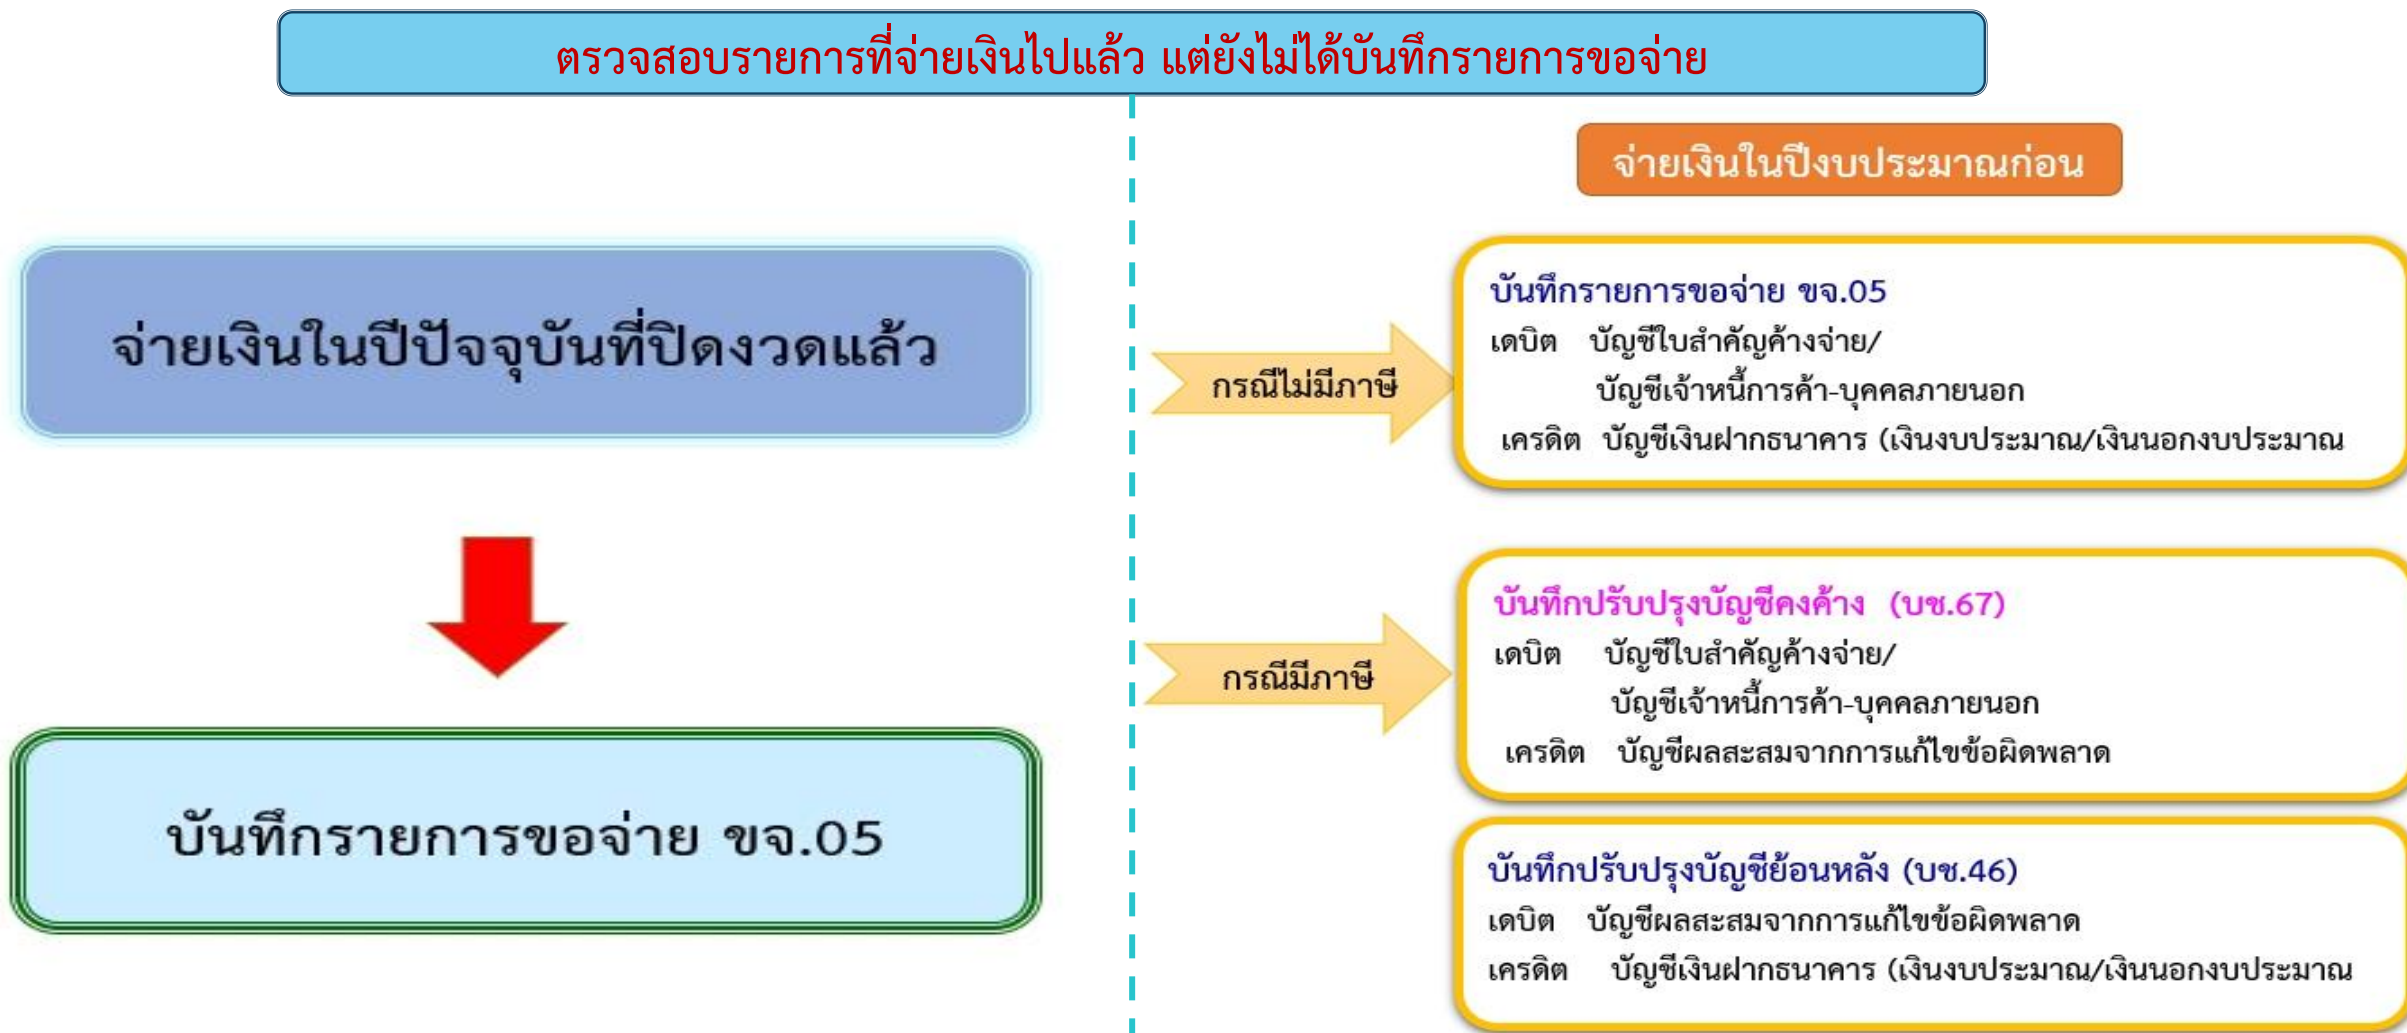 ตรวจสอบรายการที่จ่ายเงินไปแล้ว แต่ยังไม่ได้บันทึกรายการขอจ่าย
จ่ายเงินในปีปัจจุบันที่ปิดงวดแล้ว
บันทึกรายการขอจ่าย ขจ.05
จ่ายเงินในปีงบประมาณก่อน
กรณีไม่มีภาษี
บันทึกรายการขอจ่าย ขจ.05
เดบิต บัญชีใบสำคัญค้างจ่าย/
บัญชีเจ้าหนี้การค้า-บุคคลภายนอก
เครดิต บัญชีเงินฝากธนาคาร (เงินงบประมาณ/เงินนอกงบประมาณ
กรณีมีภาษี
บันทึกปรับปรุงบัญชีคงค้าง (บช.67)
เดบิต บัญชีใบสำคัญค้างจ่าย/
บัญชีเจ้าหนี้การค้า-บุคคลภายนอก
เครดิต บัญชีผลสะสมจากการแก้ไขข้อผิดพลาด
บันทึกปรับปรุงบัญชีย้อนหลัง (บช.46)
เดบิต บัญชีผลสะสมจากการแก้ไขข้อผิดพลาด
เครดิต บัญชีเงินฝากธนาคาร (เงินงบประมาณ/เงินนอกงบประมาณ